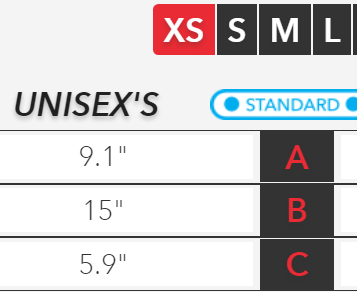 XS S M L
UNISEX'S STANDARD
9.1" A
15" B
5.9" C